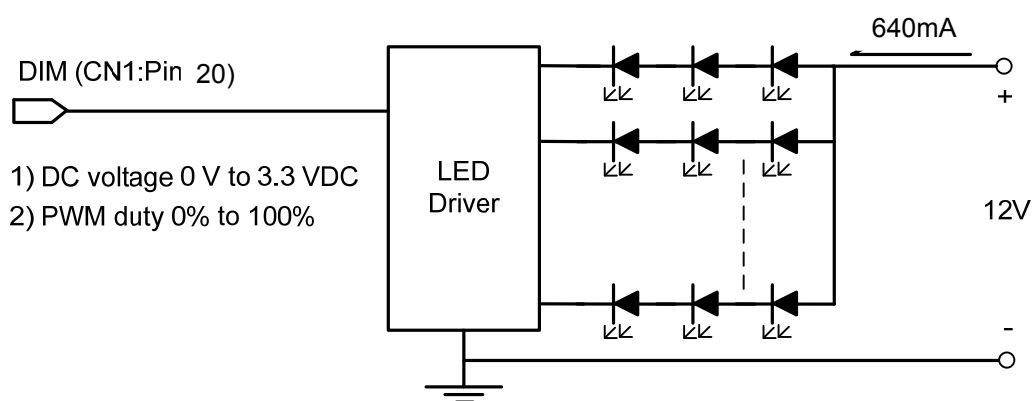 640mA
DIM (CN1:Pin 20)
+
1) DC voltage 0 V to 3.3 VDC
2) PWM duty 0% to 100%
LED
Driver
12V
-